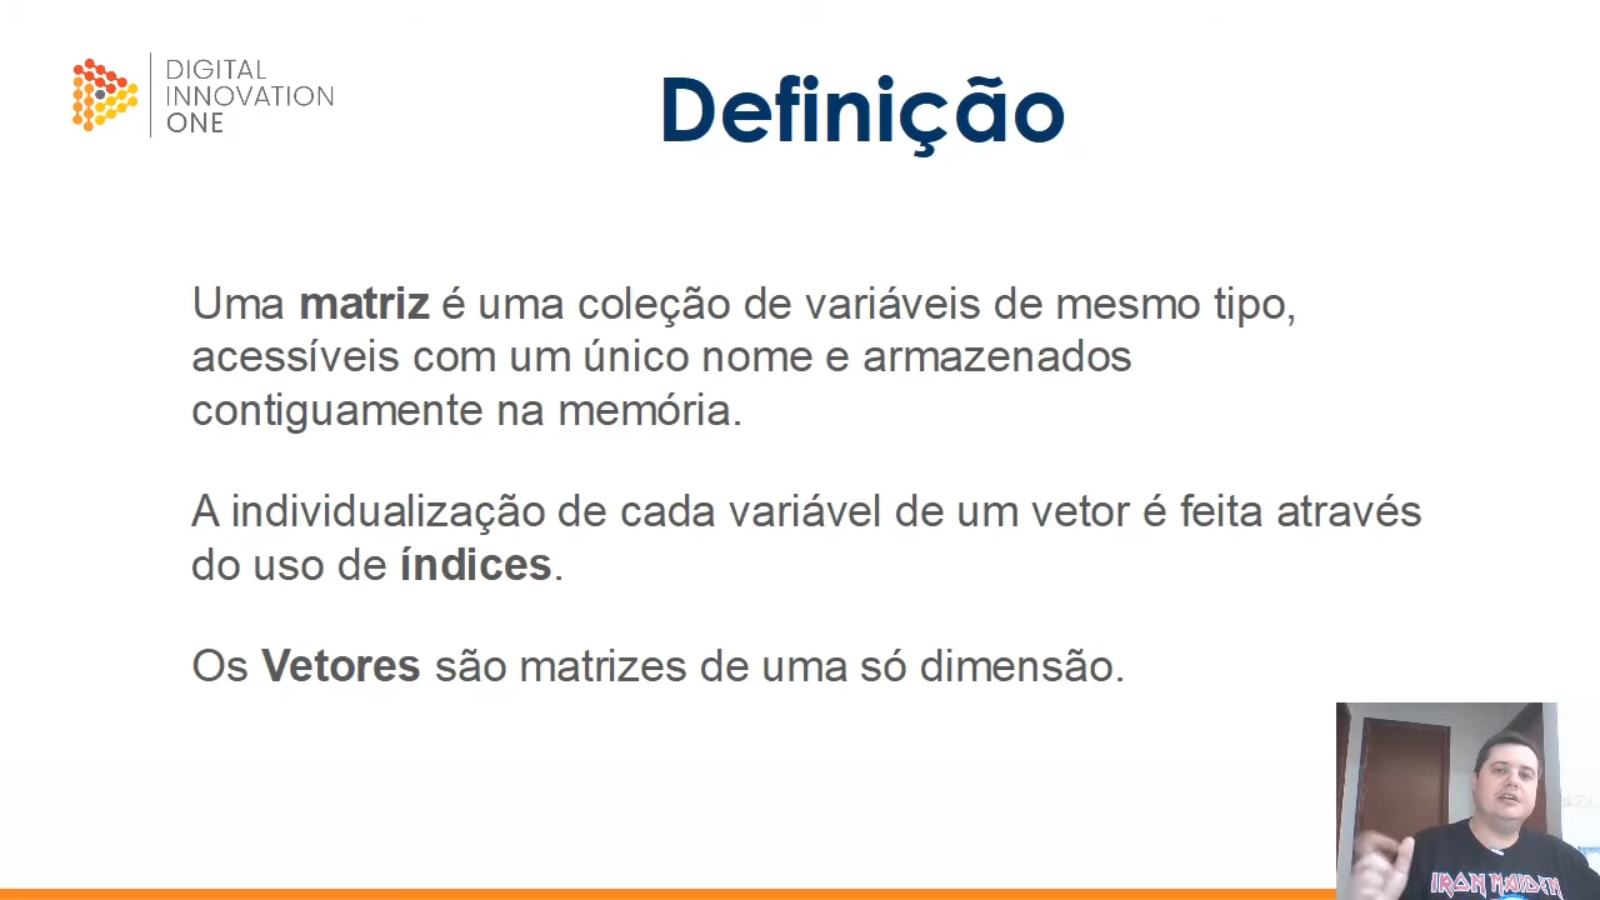 DIGITAL
INNOVATION
ONE
Definição
Uma matriz é uma coleção de variáveis de mesmo tipo,
acessíveis com um único nome e armazenados
contiguamente na memória.
A individualização de cada variável de um vetor é feita através
do uso de índices.
Os Vetores são matrizes de uma só dimensão.
IRON MAIDEN